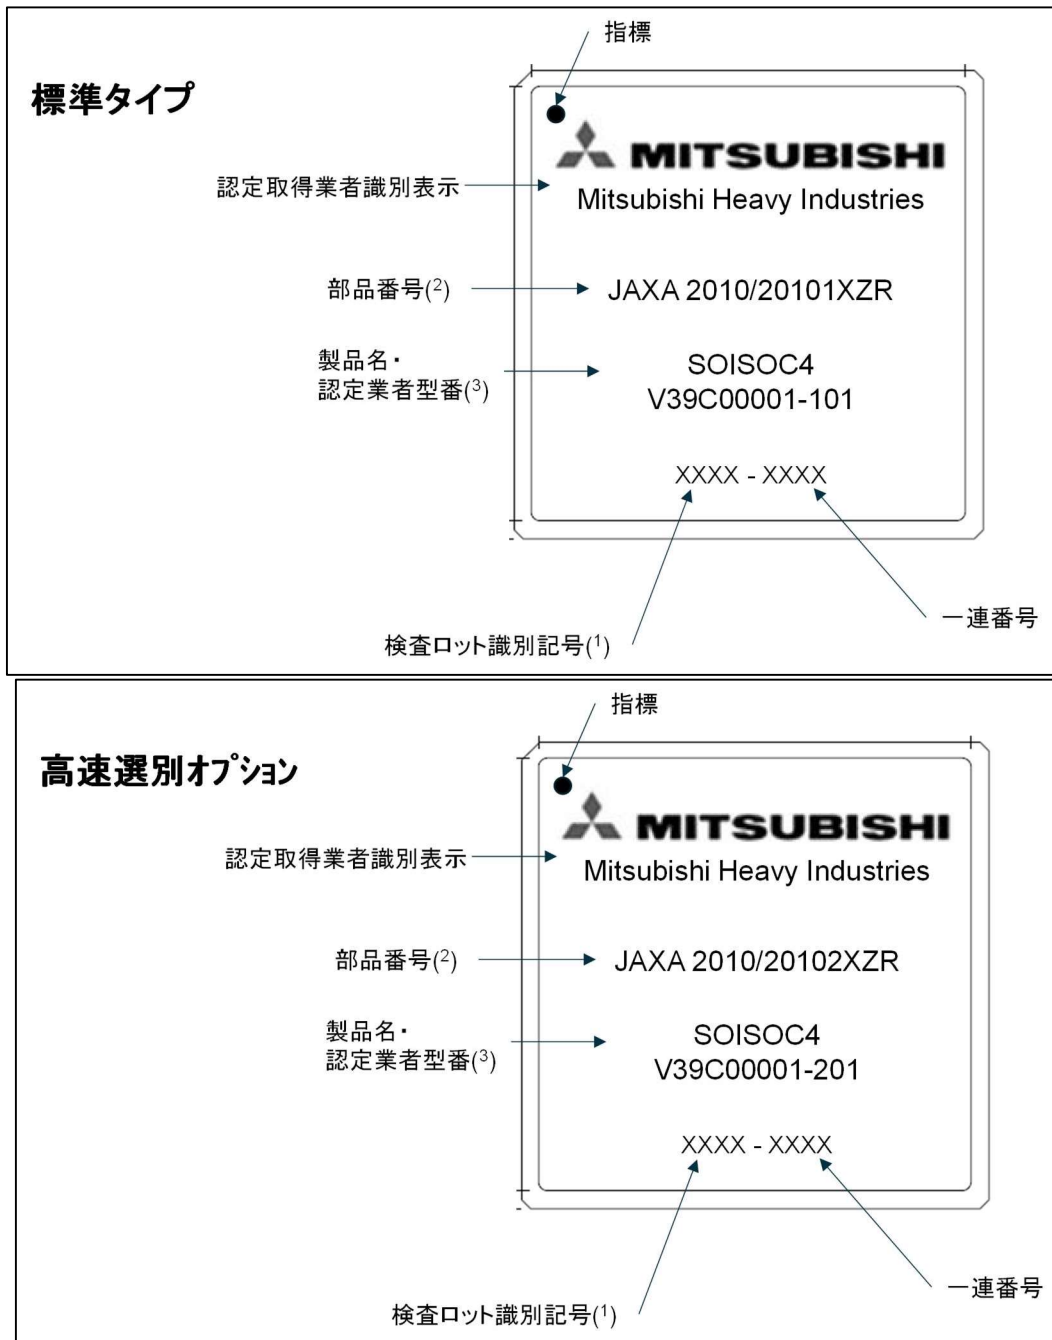 指標
標準タイプ
MITSUBISHI
認定取得業者識別表示
Mitsubishi Heavy Industries
部品番号(2)
JAXA 2010/20101XZR
製品名・
認定業者型番(3)
SOISOC4
V39C00001-101
XXXX - XXXX
一連番号
検査ロット識別記号(1)
指標
高速選別オプション
MITSUBISHI
認定取得業者識別表示
Mitsubishi Heavy Industries
部品番号(2)
JAXA 2010/20102XZR
製品名・
認定業者型番(3)
SOISOC4
V39C00001-201
XXXX - XXXX
一連番号
検査ロット識別記号(1)